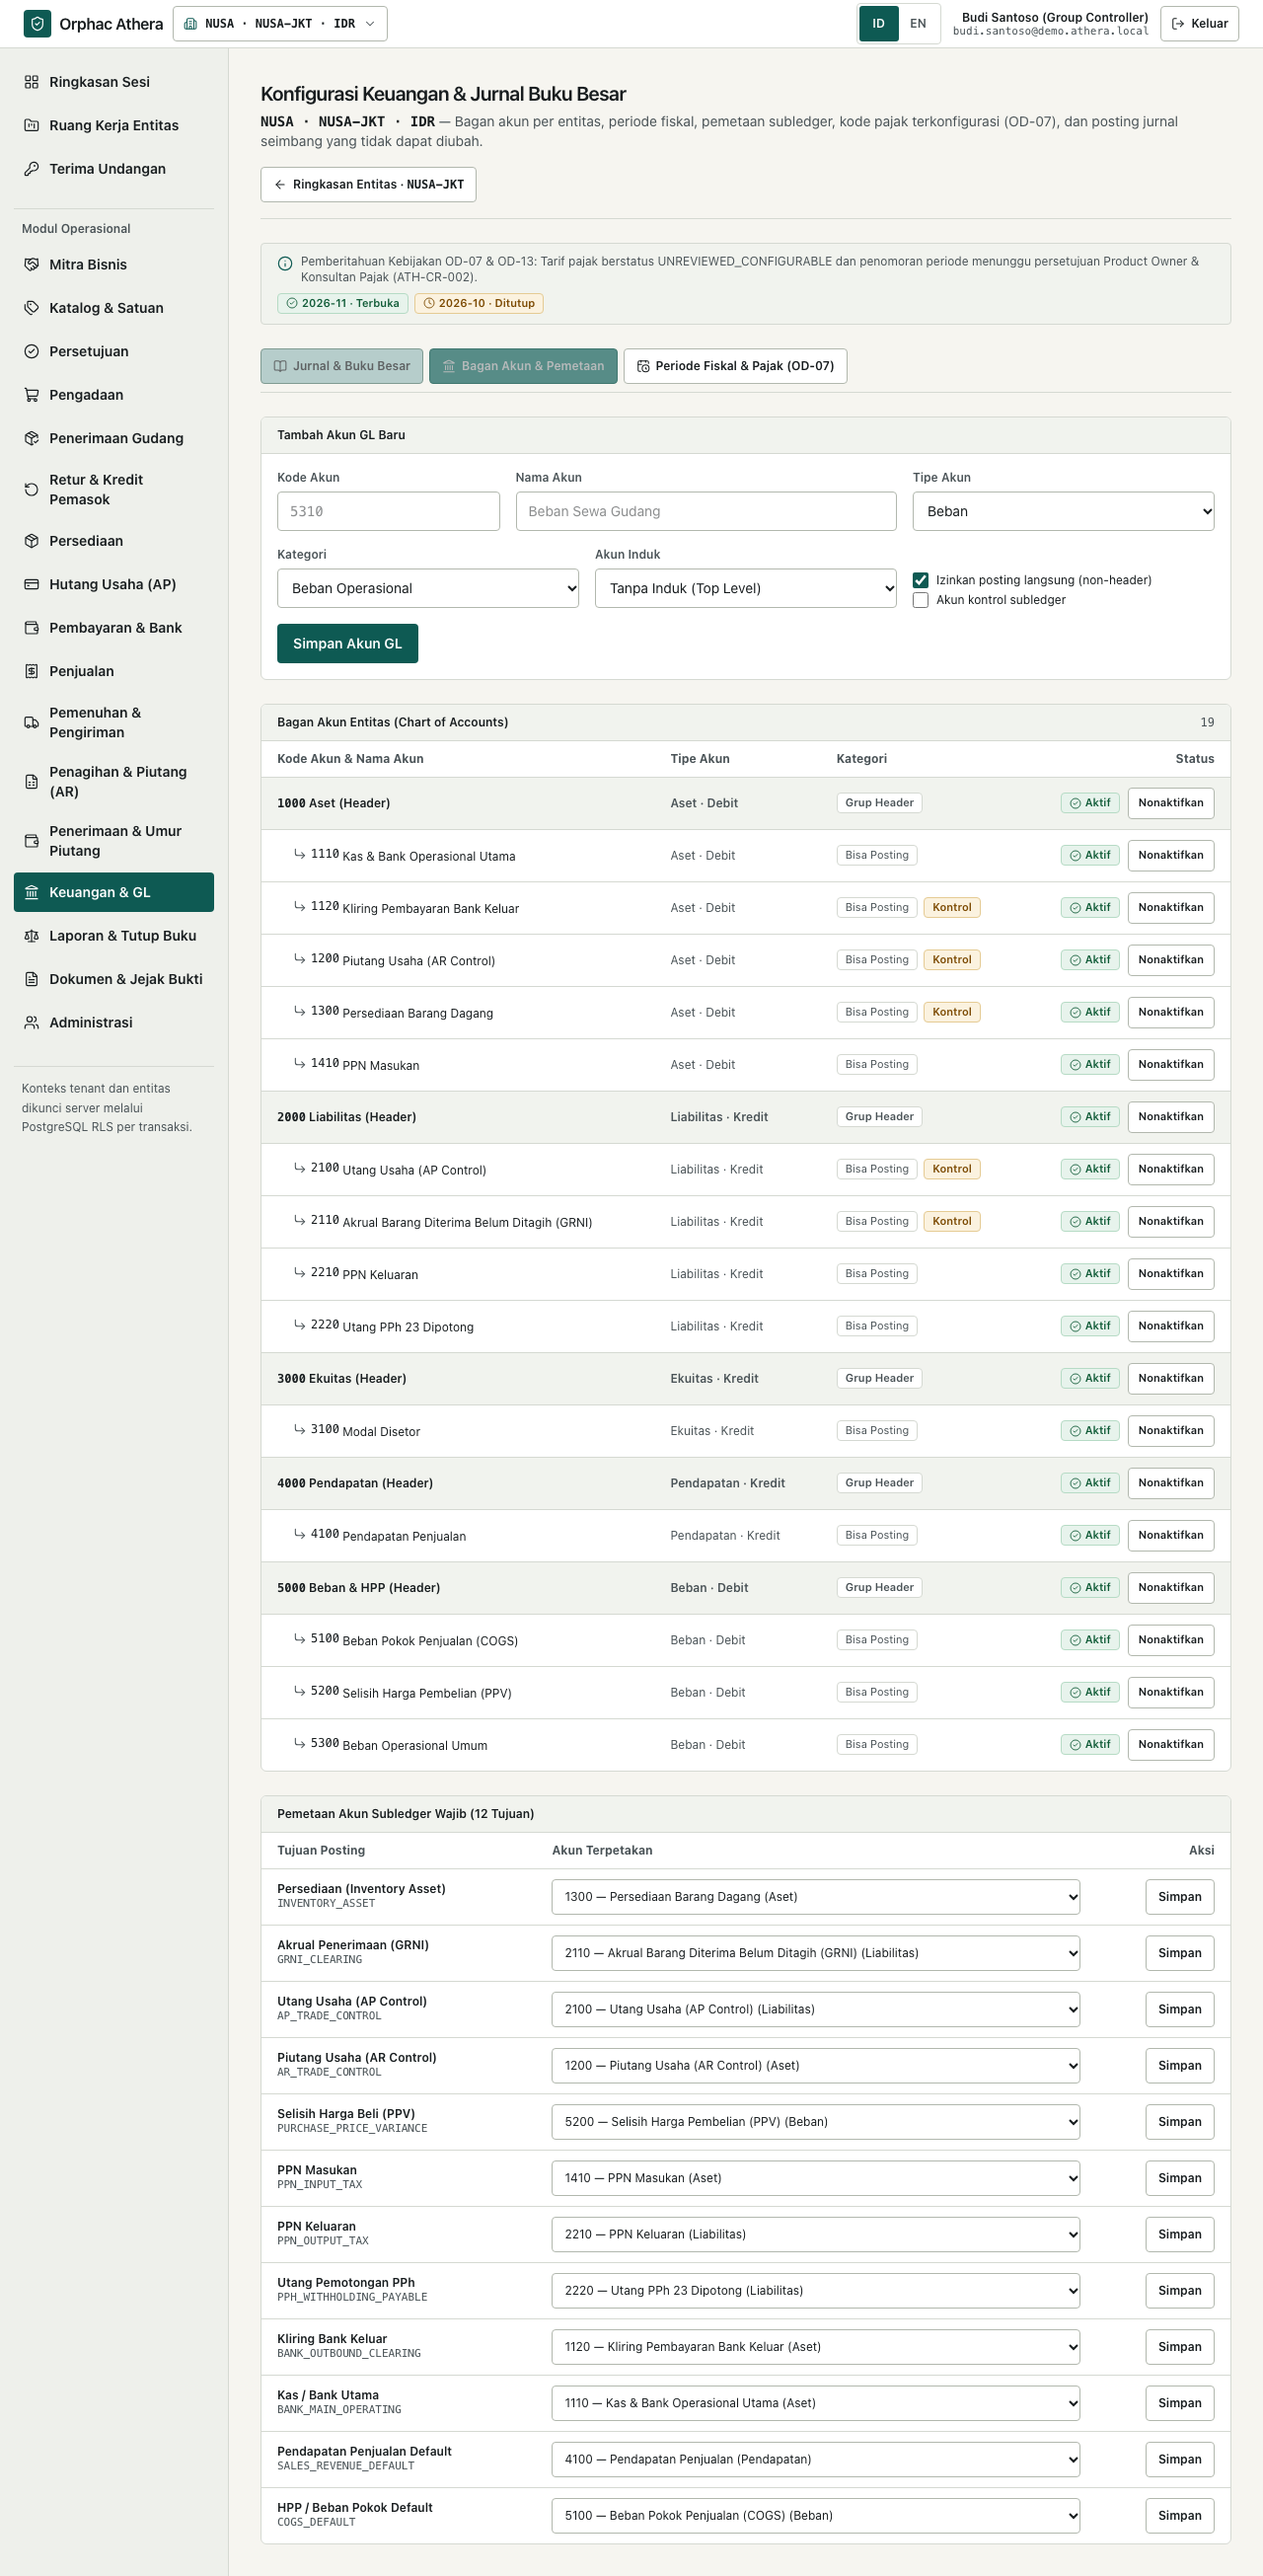 Orphac Athera
NUSA · NUSA-JKT · IDR
ID
EN
Budi Santoso (Group Controller)
budi.santoso@demo.athera.local
Keluar
Ringkasan Sesi
Ruang Kerja Entitas
Terima Undangan
Modul Operasional
Mitra Bisnis
Katalog & Satuan
Persetujuan
Pengadaan
Penerimaan Gudang
Retur & Kredit
Pemasok
Persediaan
Hutang Usaha (AP)
Pembayaran & Bank
Penjualan
Pemenuhan &
Pengiriman
Penagihan & Piutang
(AR)
Penerimaan & Umur
Piutang
Keuangan & GL
Laporan & Tutup Buku
Dokumen & Jejak Bukti
Administrasi
Konteks tenant dan entitas
dikunci server melalui
PostgreSQL RLS per transaksi.
Konfigurasi Keuangan & Jurnal Buku Besar
NUSA · NUSA-JKT · IDR — Bagan akun per entitas, periode fiskal, pemetaan subledger, kode pajak terkonfigurasi (OD-07), dan posting jurnal
seimbang yang tidak dapat diubah.
Ringkasan Entitas · NUSA-JKT
Pemberitahuan Kebijakan OD-07 & OD-13: Tarif pajak berstatus UNREVIEWED_CONFIGURABLE dan penomoran periode menunggu persetujuan Product Owner &
Konsultan Pajak (ATH-CR-002).
2026-11 · Terbuka
2026-10 · Ditutup
Jurnal & Buku Besar
Bagan Akun & Pemetaan
Periode Fiskal & Pajak (OD-07)
Tambah Akun GL Baru
Kode Akun
Nama Akun
Tipe Akun
5310
Beban Sewa Gudang
Beban
Kategori
Akun Induk
Beban Operasional
Tanpa Induk (Top Level)
Izinkan posting langsung (non-header)
Akun kontrol subledger
Simpan Akun GL
Bagan Akun Entitas (Chart of Accounts)
19
Kode Akun & Nama Akun
Tipe Akun
Kategori
Status
1000 Aset (Header) Aset · Debit Grup Header Aktif Nonaktifkan
1110 Kas & Bank Operasional Utama Aset · Debit Bisa Posting Aktif Nonaktifkan
1120 Kliring Pembayaran Bank Keluar Aset · Debit Bisa Posting Kontrol Aktif Nonaktifkan
1200 Piutang Usaha (AR Control) Aset · Debit Bisa Posting Kontrol Aktif Nonaktifkan
1300 Persediaan Barang Dagang Aset · Debit Bisa Posting Kontrol Aktif Nonaktifkan
1410 PPN Masukan Aset · Debit Bisa Posting Aktif Nonaktifkan
2000 Liabilitas (Header) Liabilitas · Kredit Grup Header Aktif Nonaktifkan
2100 Utang Usaha (AP Control) Liabilitas · Kredit Bisa Posting Kontrol Aktif Nonaktifkan
2110 Akrual Barang Diterima Belum Ditagih (GRNI) Liabilitas · Kredit Bisa Posting Kontrol Aktif Nonaktifkan
2210 PPN Keluaran Liabilitas · Kredit Bisa Posting Aktif Nonaktifkan
2220 Utang PPh 23 Dipotong Liabilitas · Kredit Bisa Posting Aktif Nonaktifkan
3000 Ekuitas (Header) Ekuitas · Kredit Grup Header Aktif Nonaktifkan
3100 Modal Disetor Ekuitas · Kredit Bisa Posting Aktif Nonaktifkan
4000 Pendapatan (Header) Pendapatan · Kredit Grup Header Aktif Nonaktifkan
4100 Pendapatan Penjualan Pendapatan · Kredit Bisa Posting Aktif Nonaktifkan
5000 Beban & HPP (Header) Beban · Debit Grup Header Aktif Nonaktifkan
5100 Beban Pokok Penjualan (COGS) Beban · Debit Bisa Posting Aktif Nonaktifkan
5200 Selisih Harga Pembelian (PPV) Beban · Debit Bisa Posting Aktif Nonaktifkan
5300 Beban Operasional Umum Beban · Debit Bisa Posting Aktif Nonaktifkan
Pemetaan Akun Subledger Wajib (12 Tujuan)
Tujuan Posting
Akun Terpetakan
Aksi
Persediaan (Inventory Asset)
INVENTORY_ASSET
1300 — Persediaan Barang Dagang (Aset)
Simpan
Akrual Penerimaan (GRNI)
GRNI_CLEARING
2110 — Akrual Barang Diterima Belum Ditagih (GRNI) (Liabilitas)
Simpan
Utang Usaha (AP Control)
AP_TRADE_CONTROL
2100 — Utang Usaha (AP Control) (Liabilitas)
Simpan
Piutang Usaha (AR Control)
AR_TRADE_CONTROL
1200 — Piutang Usaha (AR Control) (Aset)
Simpan
Selisih Harga Beli (PPV)
PURCHASE_PRICE_VARIANCE
5200 — Selisih Harga Pembelian (PPV) (Beban)
Simpan
PPN Masukan
PPN_INPUT_TAX
1410 — PPN Masukan (Aset)
Simpan
PPN Keluaran
PPN_OUTPUT_TAX
2210 — PPN Keluaran (Liabilitas)
Simpan
Utang Pemotongan PPh
PPH_WITHHOLDING_PAYABLE
2220 — Utang PPh 23 Dipotong (Liabilitas)
Simpan
Kliring Bank Keluar
BANK_OUTBOUND_CLEARING
1120 — Kliring Pembayaran Bank Keluar (Aset)
Simpan
Kas / Bank Utama
BANK_MAIN_OPERATING
1110 — Kas & Bank Operasional Utama (Aset)
Simpan
Pendapatan Penjualan Default
SALES_REVENUE_DEFAULT
4100 — Pendapatan Penjualan (Pendapatan)
Simpan
HPP / Beban Pokok Default
COGS_DEFAULT
5100 — Beban Pokok Penjualan (COGS) (Beban)
Simpan